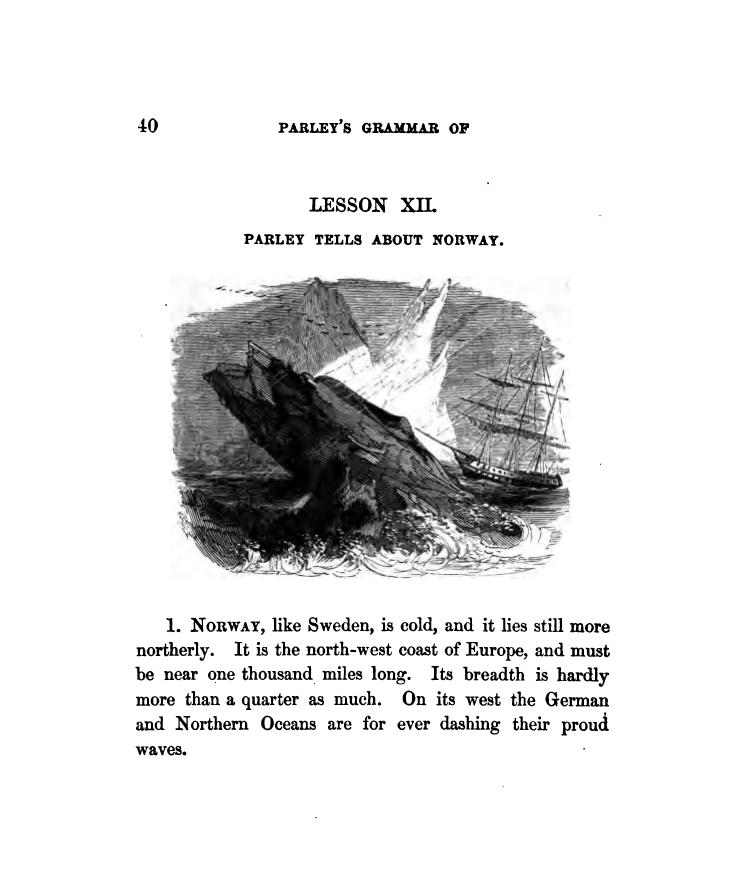 40 PARLEY'S GRAMMAR OF
LESSON XII.
PARLEY TELLS ABOUT NORWAY.
1. NORWAY, like Sweden, is cold, and it lies still more
northerly. It is the north-west coast of Europe, and must
be near one thousand miles long. Its breadth is hardly
more than a quarter as much. On its west the German
and Northern Oceans are for ever dashing their proud
waves.